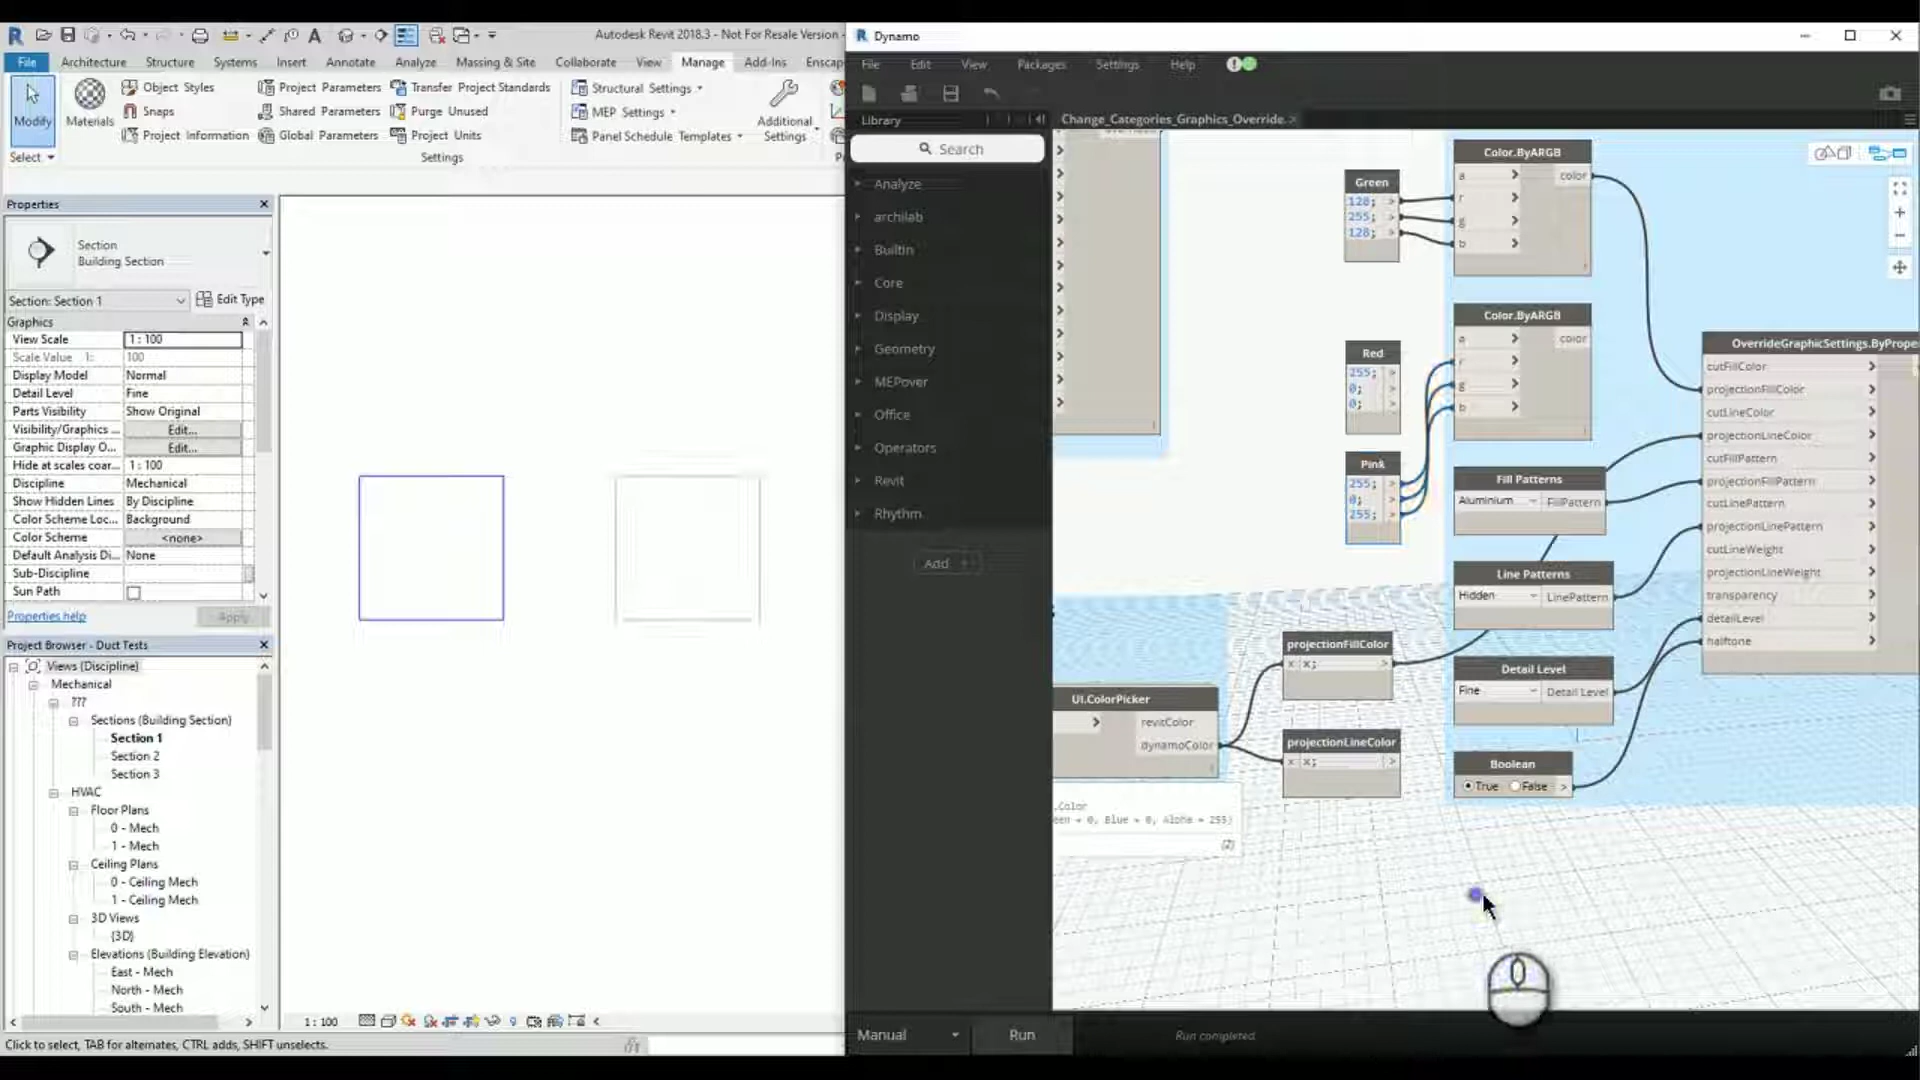 Autodesk Revit 2018.3 - Not For Resale Version -
File
Architecture
Structure
Systems
Insert
Annotate
Analyze
Massing & Site
Collaborate
View
Manage
Add-Ins
Enscap
Modify
Select
Materials
Object Styles
Snaps
Project Information
Project Parameters
Shared Parameters
Global Parameters
Transfer Project Standards
Purge Unused
Project Units
Structural Settings
MEP Settings
Panel Schedule Templates
Additional
Settings
Settings
Properties
Section
Building Section
Section: Section 1
Edit Type
Graphics
View Scale 1 : 100
Scale Value 1: 100
Display Model Normal
Detail Level Fine
Parts Visibility Show Original
Visibility/Graphics ... Edit...
Graphic Display O... Edit...
Hide at scales coar... 1 : 100
Discipline Mechanical
Show Hidden Lines By Discipline
Color Scheme Loc... Background
Color Scheme <none>
Default Analysis Di... None
Sub-Discipline
Sun Path
Properties help
Apply
Project Browser - Duct Tests
Views (Discipline)
Mechanical
???
Sections (Building Section)
Section 1
Section 2
Section 3
HVAC
Floor Plans
0 - Mech
1 - Mech
Ceiling Plans
0 - Ceiling Mech
1 - Ceiling Mech
3D Views
{3D}
Elevations (Building Elevation)
East - Mech
North - Mech
South - Mech
1 : 100
Click to select, TAB for alternates, CTRL adds, SHIFT unselects.
Dynamo
File
Edit
View
Packages
Settings
Help
Library
Search
Analyze
archilab
BuiltIn
Core
Display
Geometry
MEPover
Office
Operators
Revit
Rhythm
Add +
Change_Categories_Graphics_Override.
Green
128; >
255; >
128; >
Color.ByARGB
a
r
g
b
color
Red
255; >
0; >
0; >
Color.ByARGB
a
r
g
b
color
Pink
255; >
0; >
255; >
Fill Patterns
Aluminium
FillPattern
Line Patterns
Hidden
LinePattern
Detail Level
Fine
Detail Level
Boolean
True
False
>
projectionFillColor
x x; >
projectionLineColor
x x; >
UI.ColorPicker
revitColor
dynamoColor
.Color
een = 0, Blue = 0, Alpha = 255)
{2}
OverrideGraphicSettings.ByPrope
cutFillColor
projectionFillColor
cutLineColor
projectionLineColor
cutFillPattern
projectionFillPattern
cutLinePattern
projectionLinePattern
cutLineWeight
projectionLineWeight
transparency
detailLevel
halftone
Manual
Run
Run completed.